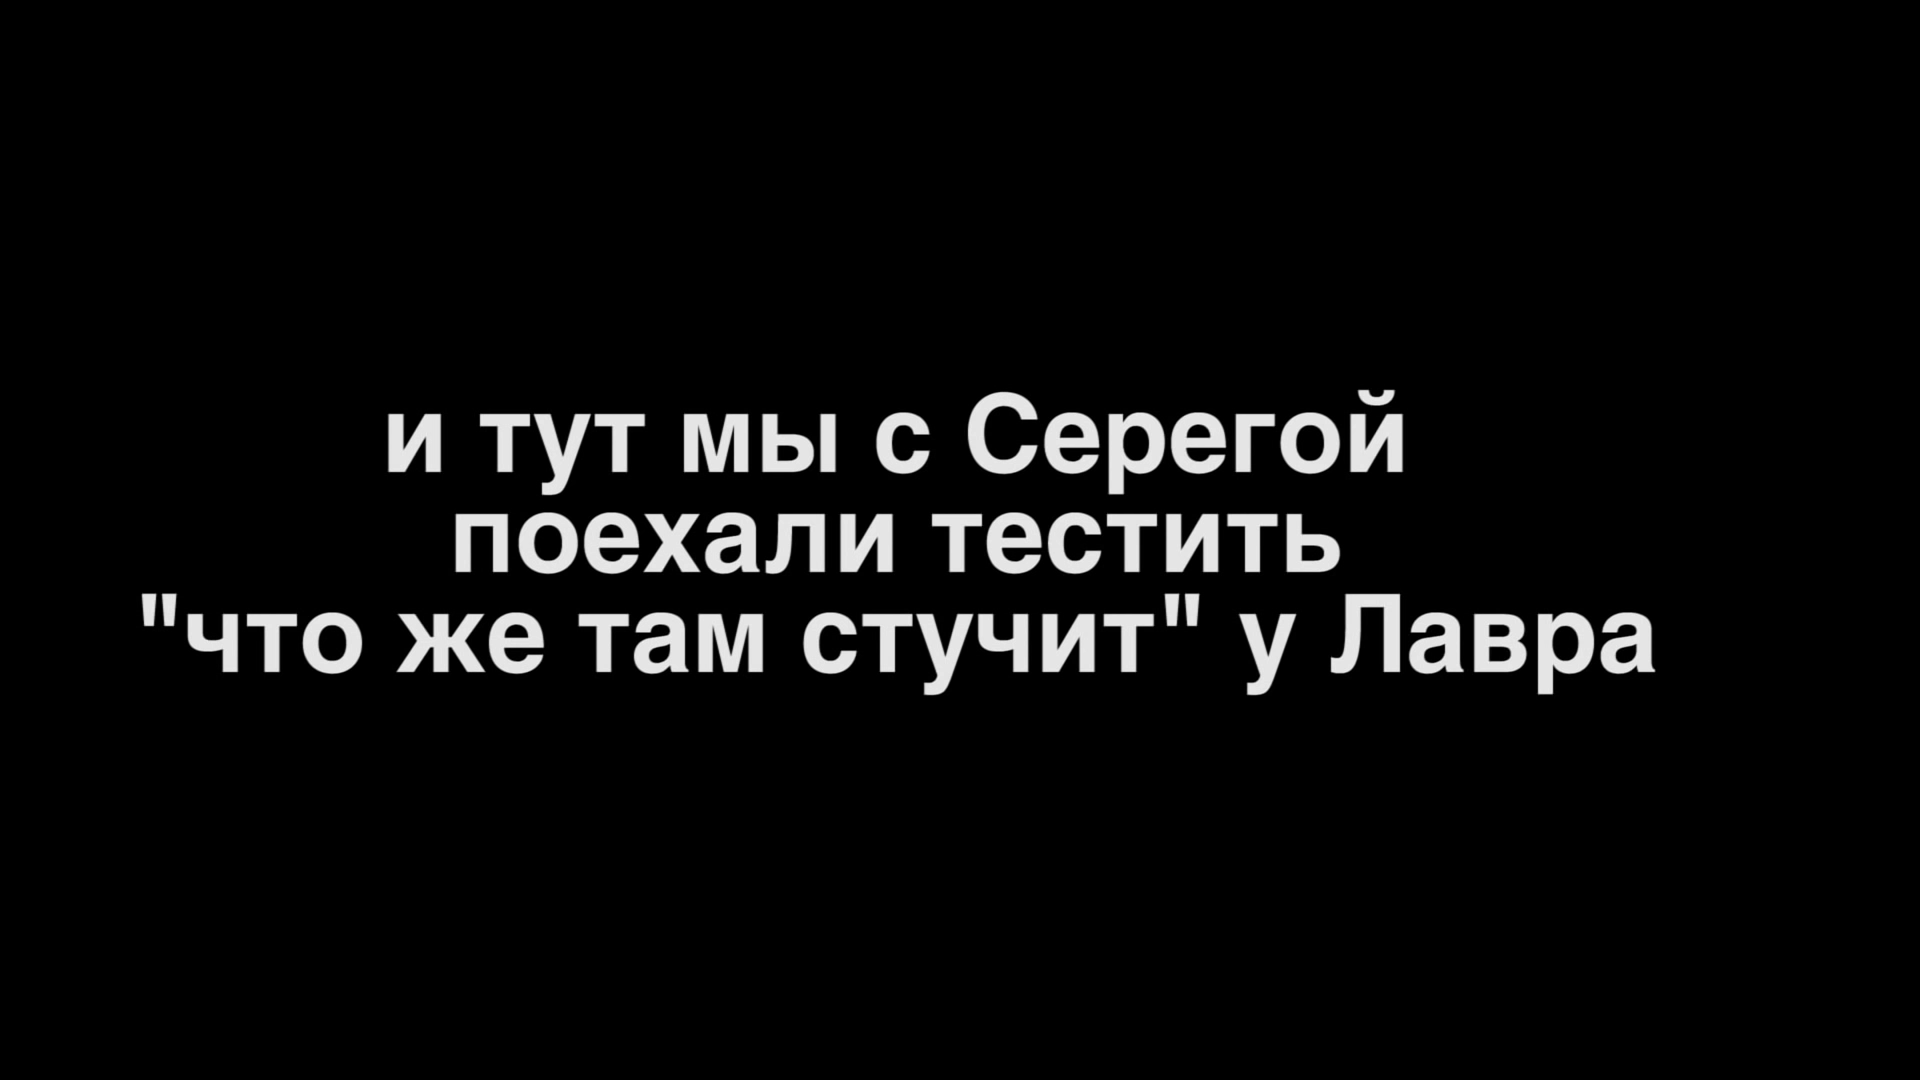 и тут мы с Серегой
поехали тестить
"что же там стучит" у Лавра